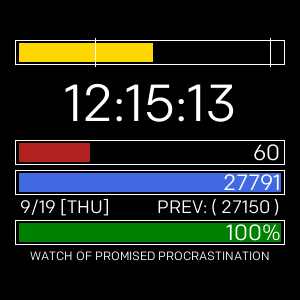 12:15:13
60
27791
9/19 [THU] PREV: ( 27150 )
100%
WATCH OF PROMISED PROCRASTINATION